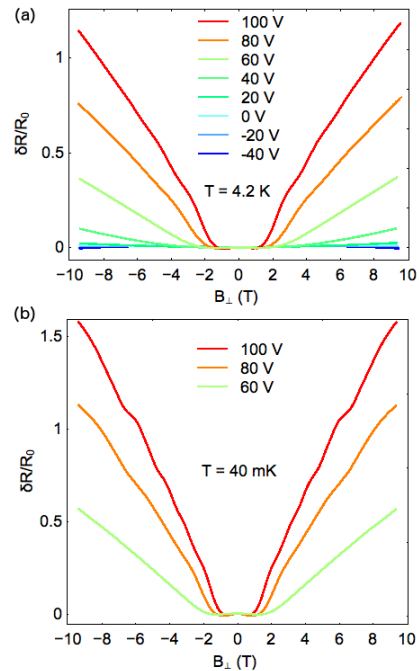 (a)
1
0.5
0
δR/R₀
100 V
80 V
60 V
40 V
20 V
0 V
-20 V
-40 V
T = 4.2 K
−10 −8 −6 −4 −2 0 2 4 6 8 10
B⊥ (T)
(b)
1.5
1
0.5
0
δR/R₀
100 V
80 V
60 V
T = 40 mK
−10 −8 −6 −4 −2 0 2 4 6 8 10
B⊥ (T)